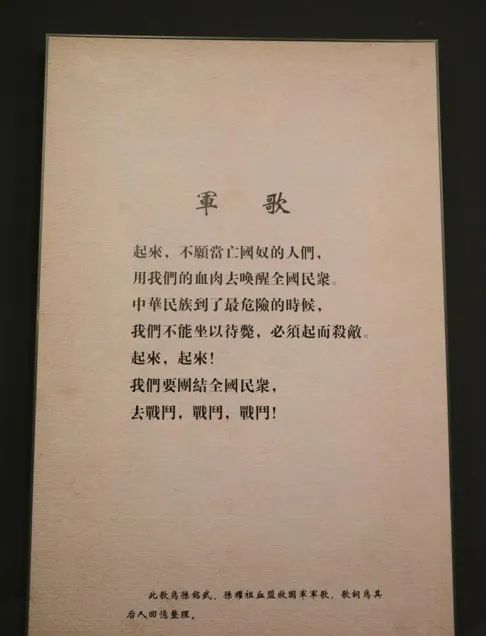 軍 歌
起來，不願當亡國奴的人們，
用我們的血肉去唤醒全國民衆。
中華民族到了最危險的時候，
我們不能坐以待斃，必須起而殺敵。
起來，起來！
我們要團結全國民衆，
去戰鬥，戰鬥，戰鬥！
此歌爲孫銘武、孫耀祖血盟救國軍軍歌，歌詞爲其
后人回憶整理。